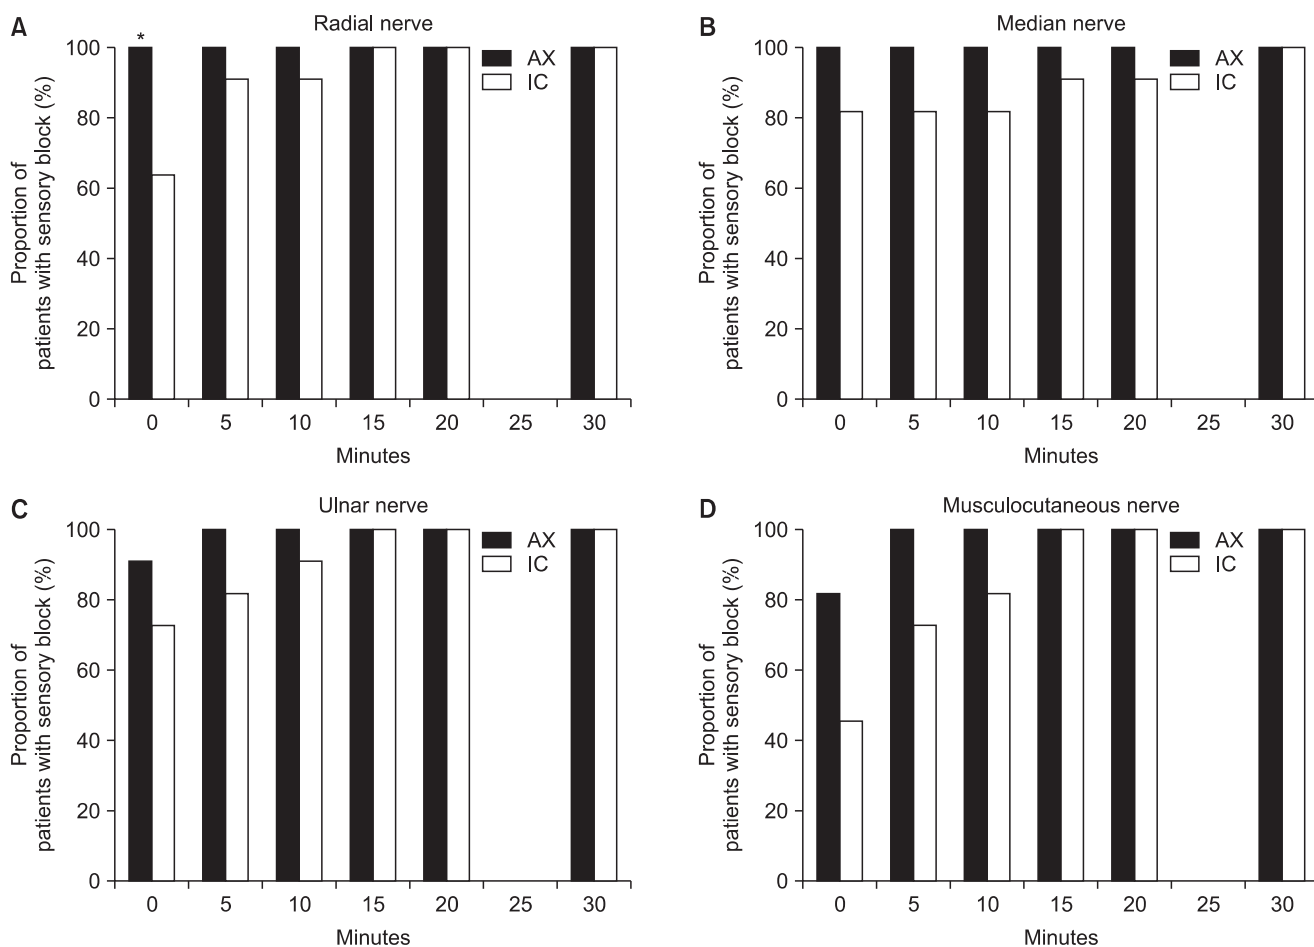 A
Radial nerve
*
AX
IC
Proportion of
patients with sensory block (%)
100
80
60
40
20
0
0 5 10 15 20 25 30
Minutes
B
Median nerve
AX
IC
Proportion of
patients with sensory block (%)
100
80
60
40
20
0
0 5 10 15 20 25 30
Minutes
C
Ulnar nerve
AX
IC
Proportion of
patients with sensory block (%)
100
80
60
40
20
0
0 5 10 15 20 25 30
Minutes
D
Musculocutaneous nerve
AX
IC
Proportion of
patients with sensory block (%)
100
80
60
40
20
0
0 5 10 15 20 25 30
Minutes